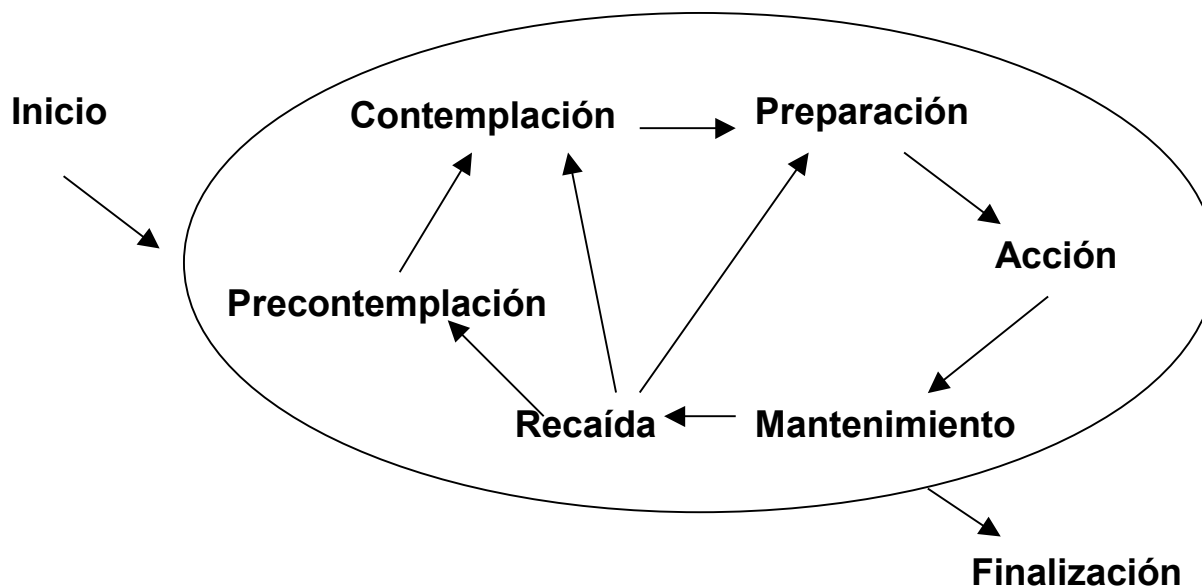 Inicio
Contemplación
Preparación
Acción
Precontemplación
Recaída
Mantenimiento
Finalización